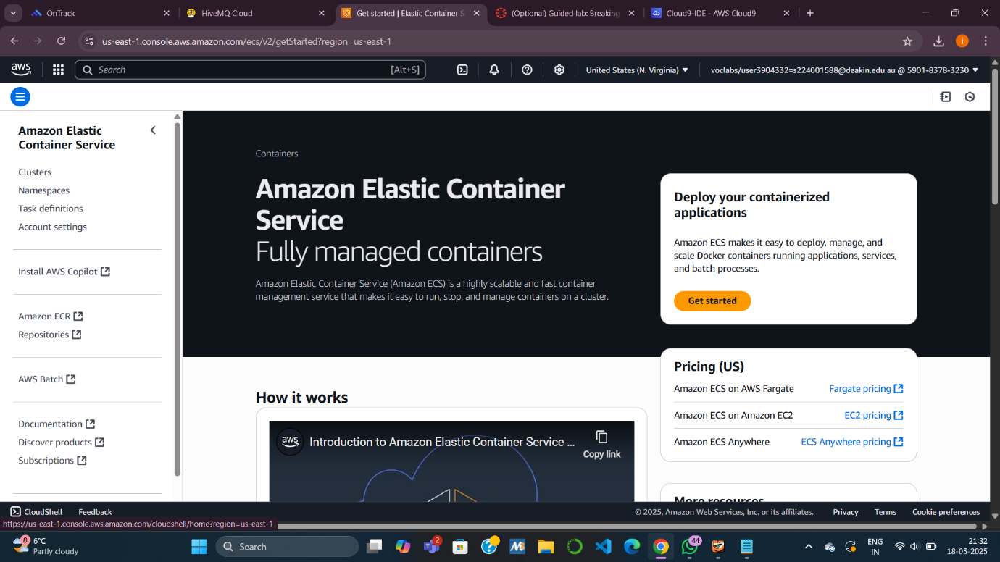 OnTrack
HiveMQ Cloud
Get started | Elastic Container S
(Optional) Guided lab: Breaking
Cloud9-IDE - AWS Cloud9
us-east-1.console.aws.amazon.com/ecs/v2/getStarted?region=us-east-1
j
aws
Search
[Alt+S]
United States (N. Virginia)
voclabs/user3904332=s224001588@deakin.edu.au @ 5901-8378-3230
Amazon Elastic
Container Service
Clusters
Namespaces
Task definitions
Account settings
Install AWS Copilot
Amazon ECR
Repositories
AWS Batch
Documentation
Discover products
Subscriptions
Containers
Amazon Elastic Container
Service
Fully managed containers
Amazon Elastic Container Service (Amazon ECS) is a highly scalable and fast container
management service that makes it easy to run, stop, and manage containers on a cluster.
Deploy your containerized
applications
Amazon ECS makes it easy to deploy, manage, and
scale Docker containers running applications, services,
and batch processes.
Get started
Pricing (US)
Amazon ECS on AWS Fargate
Fargate pricing
Amazon ECS on Amazon EC2
EC2 pricing
Amazon ECS Anywhere
ECS Anywhere pricing
More resources
How it works
aws
Introduction to Amazon Elastic Container Service ...
Copy link
CloudShell
Feedback
© 2025, Amazon Web Services, Inc. or its affiliates.
Privacy
Terms
Cookie preferences
https://us-east-1.console.aws.amazon.com/cloudshell/home?region=us-east-1
8
6°C
Partly cloudy
Search
2
44
ENG
IN
21:32
18-05-2025